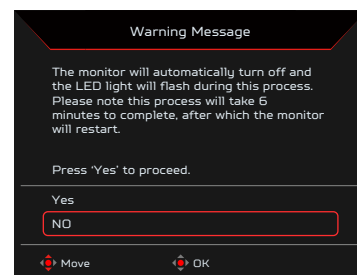 Warning Message
The monitor will automatically turn off and
the LED light will flash during this process.
Please note this process will take 6
minutes to complete, after which the monitor
will restart.
Press ‘Yes’ to proceed.
Yes
NO
Move OK